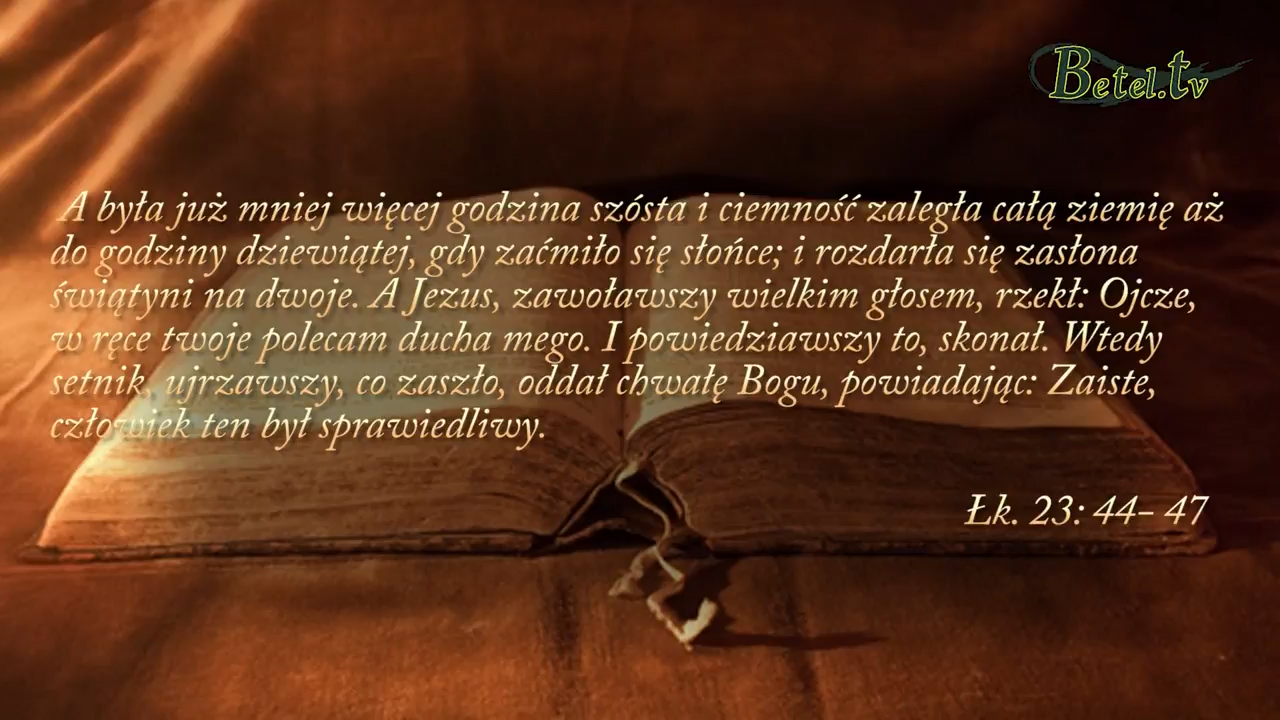 Betel.tv
A była już mniej więcej godzina szósta i ciemność zaległa całą ziemię aż
do godziny dziewiątej, gdy zaćmiło się słońce; i rozdarła się zasłona
świątyni na dwoje. A Jezus, zawoławszy wielkim głosem, rzekł: Ojcze,
w ręce twoje polecam ducha mego. I powiedziawszy to, skonał. Wtedy
setnik, ujrzawszy, co zaszło, oddał chwałę Bogu, powiadając: Zaiste,
człowiek ten był sprawiedliwy.
Łk. 23: 44- 47